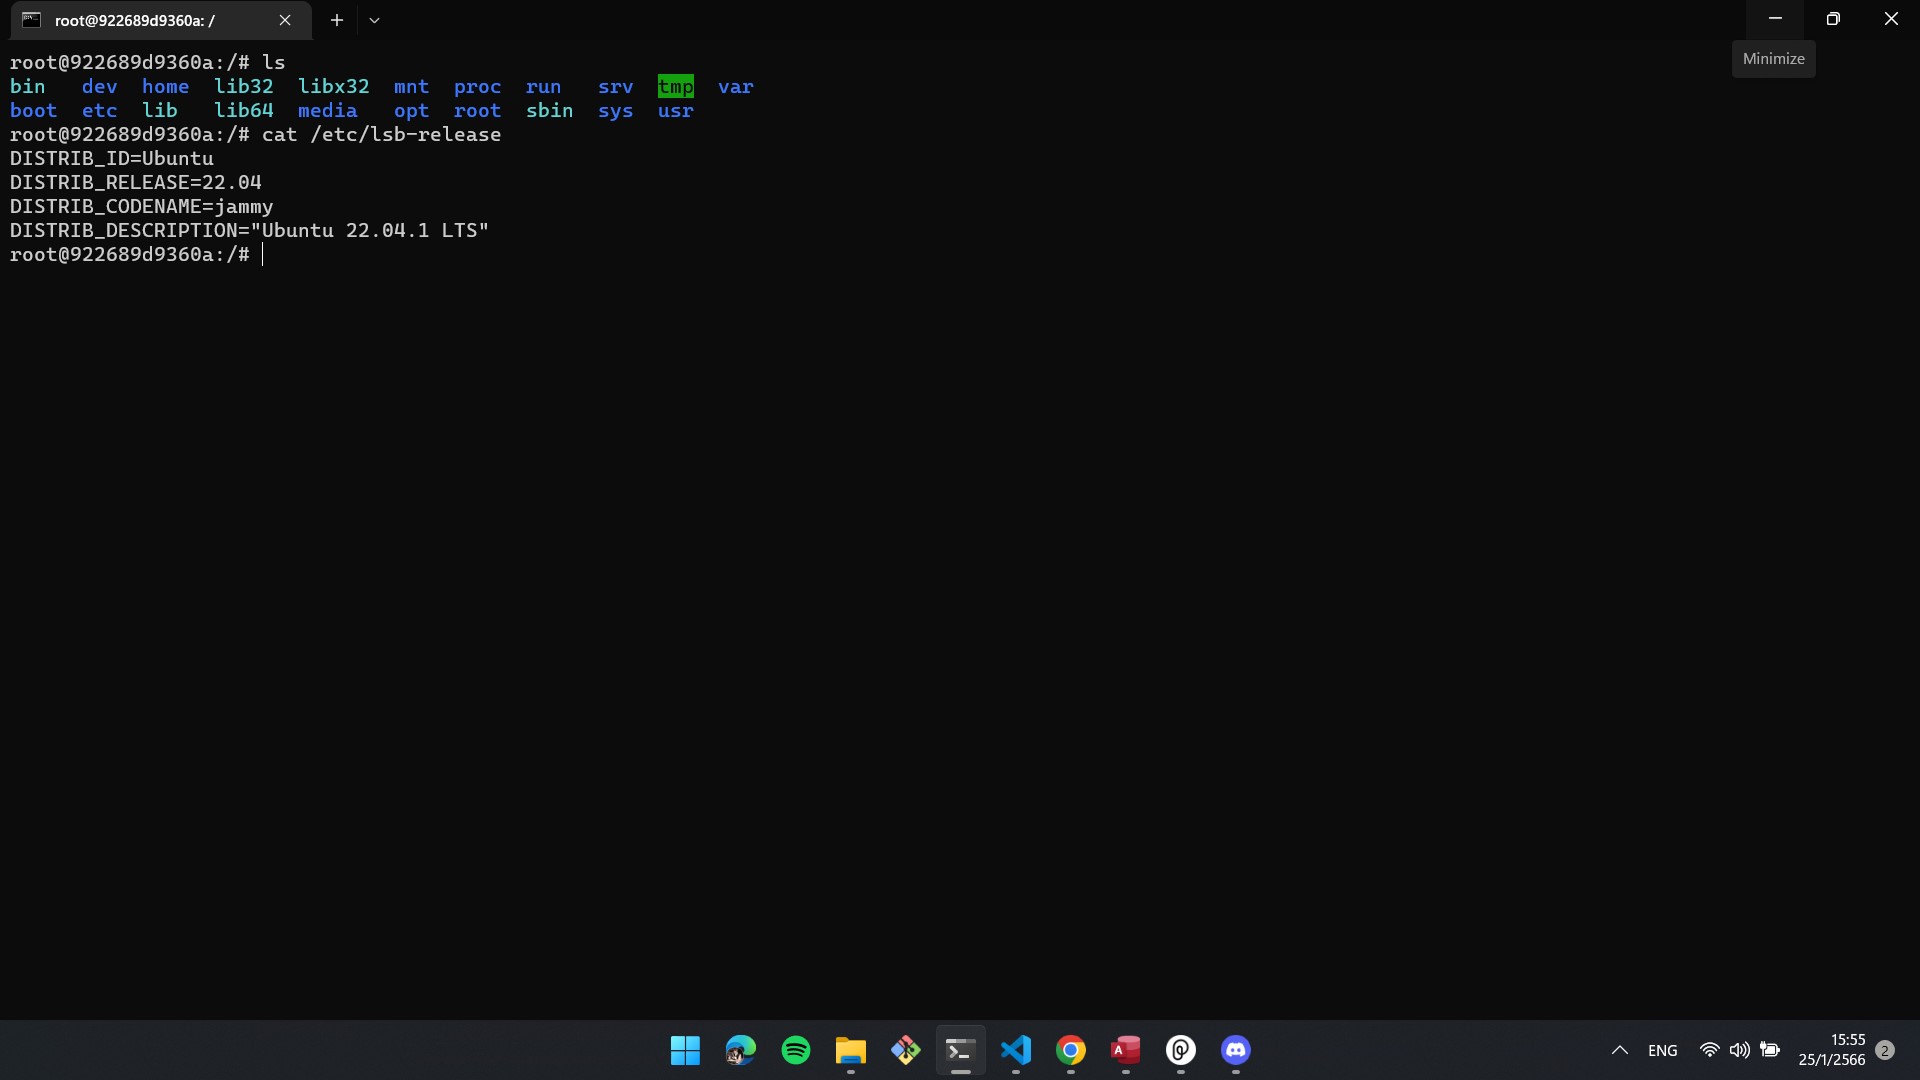 root@922689d9360a: /
Minimize
root@922689d9360a:/# ls
bin   dev  home  lib32  libx32  mnt  proc  run   srv  tmp  var
boot  etc  lib   lib64  media   opt  root  sbin  sys  usr
root@922689d9360a:/# cat /etc/lsb-release
DISTRIB_ID=Ubuntu
DISTRIB_RELEASE=22.04
DISTRIB_CODENAME=jammy
DISTRIB_DESCRIPTION="Ubuntu 22.04.1 LTS"
root@922689d9360a:/#
ENG
15:55
25/1/2566
2